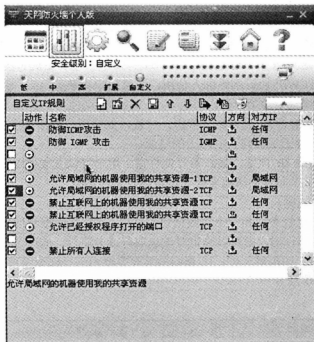 天网防火墙个人版
安全级别：自定义
低 中 高 扩展 自定义
自定义IP规则
动作 名称 协议 方向 对方IP
防御ICMP攻击 ICMP 任何
防御 IGMP 攻击 IGMP 任何
允许局域网的机器使用我的共享资源-1 TCP 局域网
允许局域网的机器使用我的共享资源-2 TCP 局域网
禁止互联网上的机器使用我的共享资源 TCP 任何
禁止互联网上的机器使用我的共享资源 TCP 任何
允许已经授权程序打开的端口 TCP 任何
禁止所有人连接 TCP 任何
允许局域网的机器使用我的共享资源